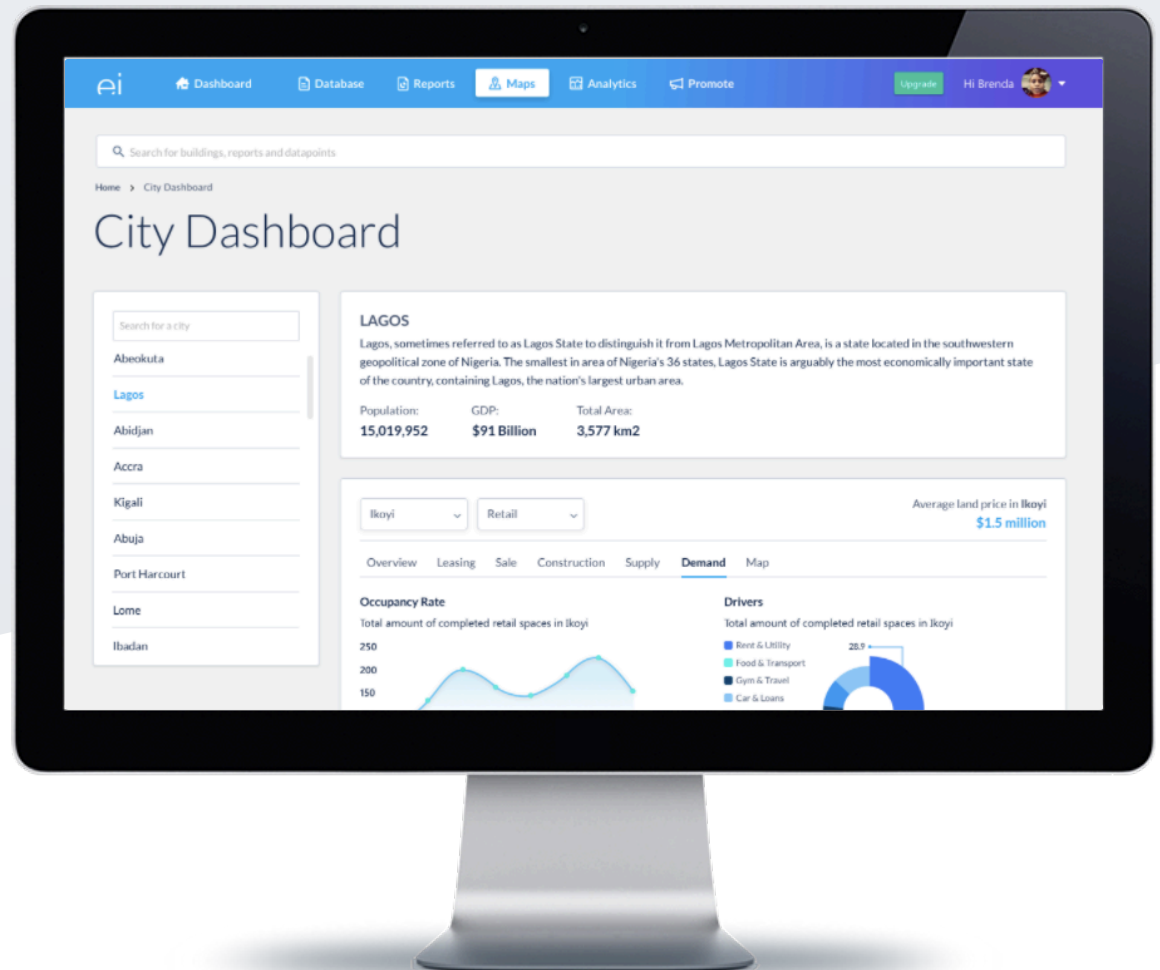 ei
Dashboard
Database
Reports
Maps
Analytics
Promote
Upgrade
Hi Brenda
Search for buildings, reports and datapoints
Home > City Dashboard
City Dashboard
Search for a city
Abeokuta
Lagos
Abidjan
Accra
Kigali
Abuja
Port Harcourt
Lome
Ibadan
LAGOS
Lagos, sometimes referred to as Lagos State to distinguish it from Lagos Metropolitan Area, is a state located in the southwestern
geopolitical zone of Nigeria. The smallest in area of Nigeria's 36 states, Lagos State is arguably the most economically important state
of the country, containing Lagos, the nation's largest urban area.
Population: GDP: Total Area:
15,019,952 $91 Billion 3,577 km2
Ikoyi
Retail
Average land price in Ikoyi
$1.5 million
Overview Leasing Sale Construction Supply Demand Map
Occupancy Rate
Total amount of completed retail spaces in Ikoyi
250
200
150
Drivers
Total amount of completed retail spaces in Ikoyi
Rent & Utility
Food & Transport
Gym & Travel
Car & Loans
28.9